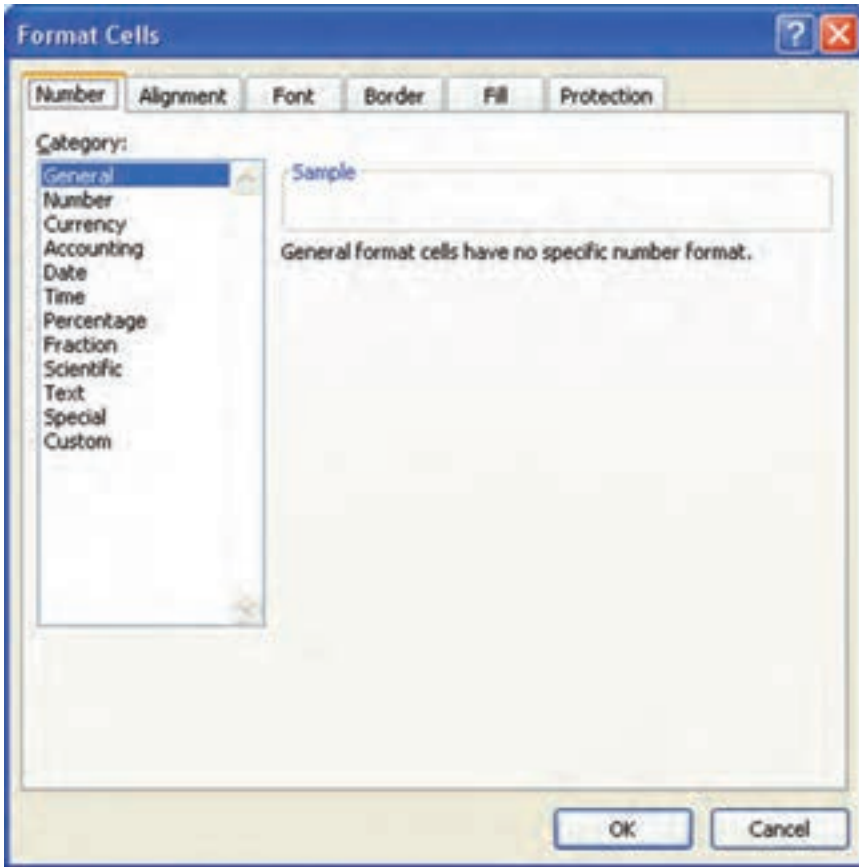 Format Cells
Number Alignment Font Border Fill Protection
Category:
General
Number
Currency
Accounting
Date
Time
Percentage
Fraction
Scientific
Text
Special
Custom
Sample
General format cells have no specific number format.
OK Cancel